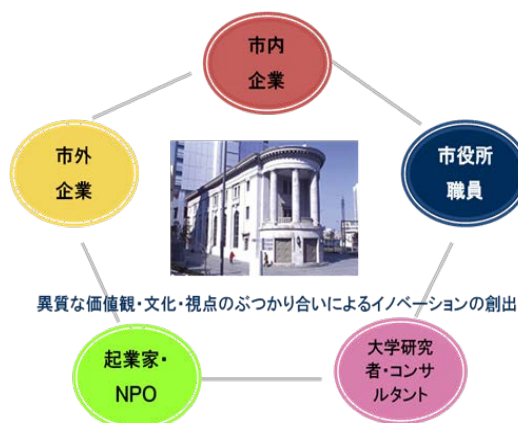 市内
企業
市外
企業
市役所
職員
異質な価値観・文化・視点のぶつかり合いによるイノベーションの創出
起業家・
NPO
大学研究
者・コンサ
ルタント